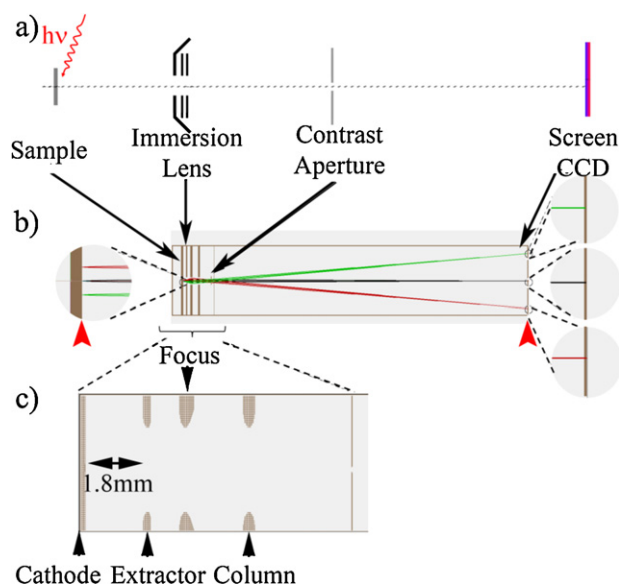 a)
hν
Sample
Immersion
Lens
Contrast
Aperture
Screen
CCD
b)
Focus
c)
1.8mm
Cathode Extractor Column